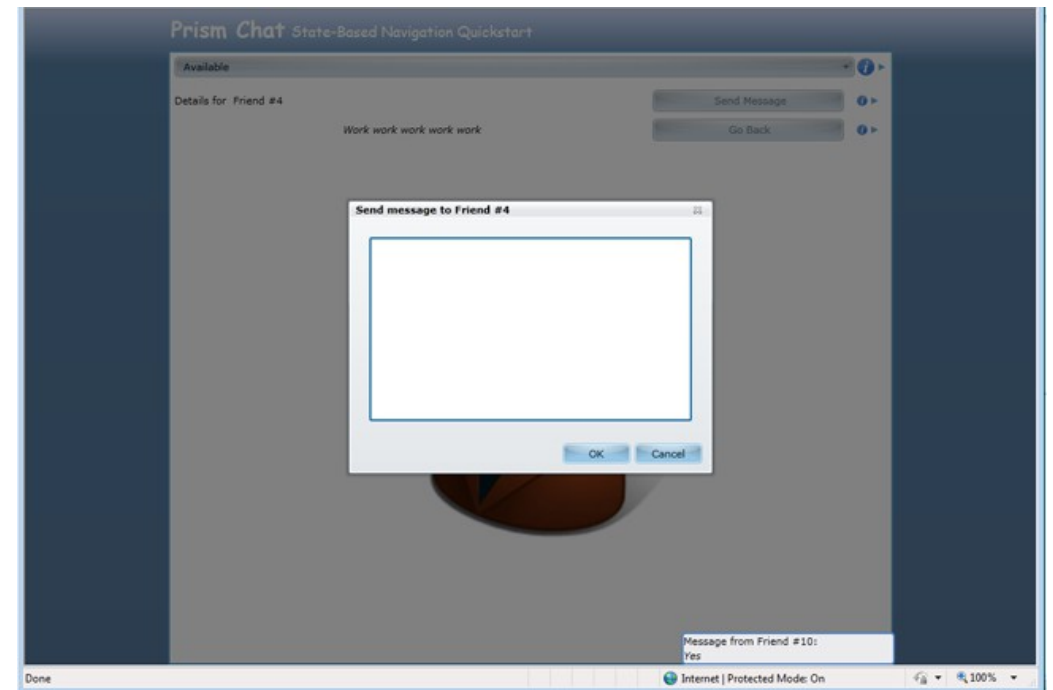 Prism Chat State-Based Navigation Quickstart
Available
Details for Friend #4
Send Message
Work work work work work
Go Back
Send message to Friend #4
OK
Cancel
Message from Friend #10:
Yes
Done
Internet | Protected Mode: On
100%